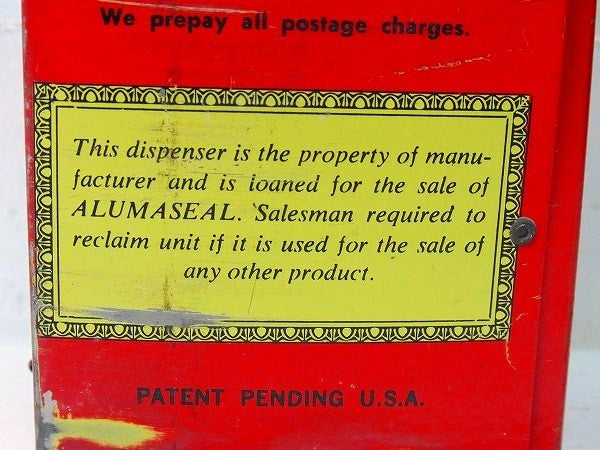 We prepay all postage charges.
This dispenser is the property of manu-
facturer and is loaned for the sale of
ALUMASEAL. Salesman required to
reclaim unit if it is used for the sale of
any other product.
PATENT PENDING U.S.A.